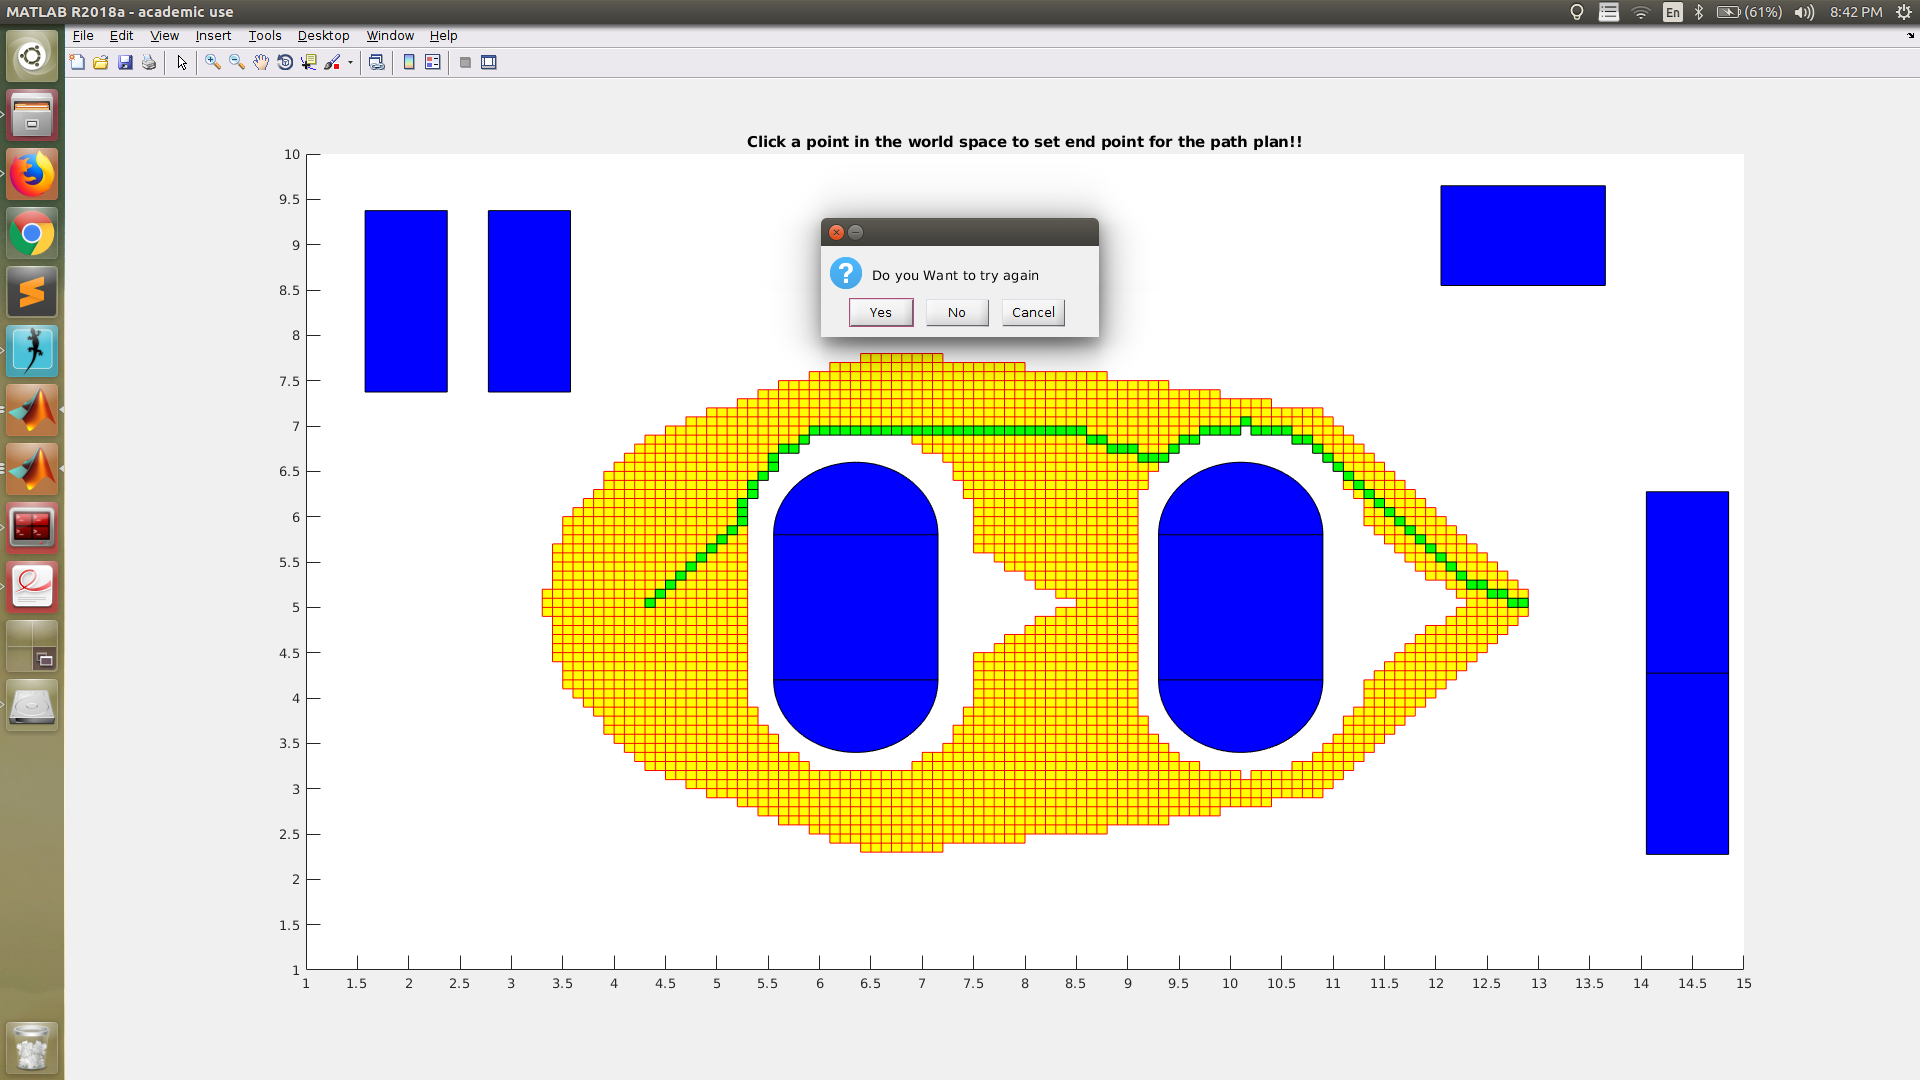 MATLAB R2018a - academic use
En
(61%)
8:42 PM
File Edit View Insert Tools Desktop Window Help
Click a point in the world space to set end point for the path plan!!
10
9.5
9
8.5
8
7.5
7
6.5
6
5.5
5
4.5
4
3.5
3
2.5
2
1.5
1
Do you Want to try again
Yes No Cancel
1 1.5 2 2.5 3 3.5 4 4.5 5 5.5 6 6.5 7 7.5 8 8.5 9 9.5 10 10.5 11 11.5 12 12.5 13 13.5 14 14.5 15